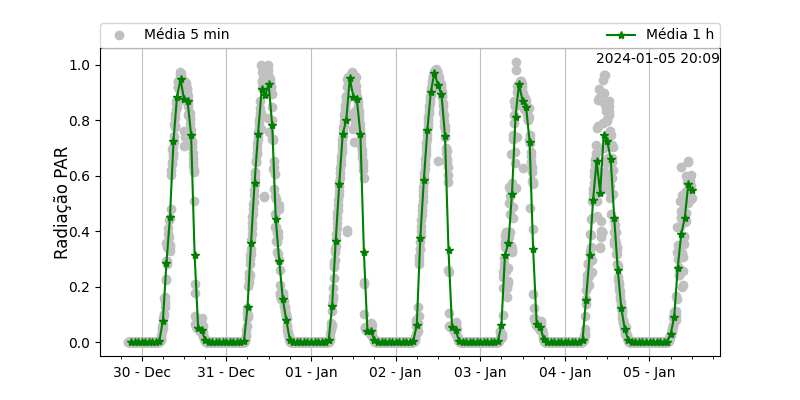 Média 5 min
Média 1 h
2024-01-05 20:09
Radiação PAR
1.0
0.8
0.6
0.4
0.2
0.0
30 - Dec
31 - Dec
01 - Jan
02 - Jan
03 - Jan
04 - Jan
05 - Jan